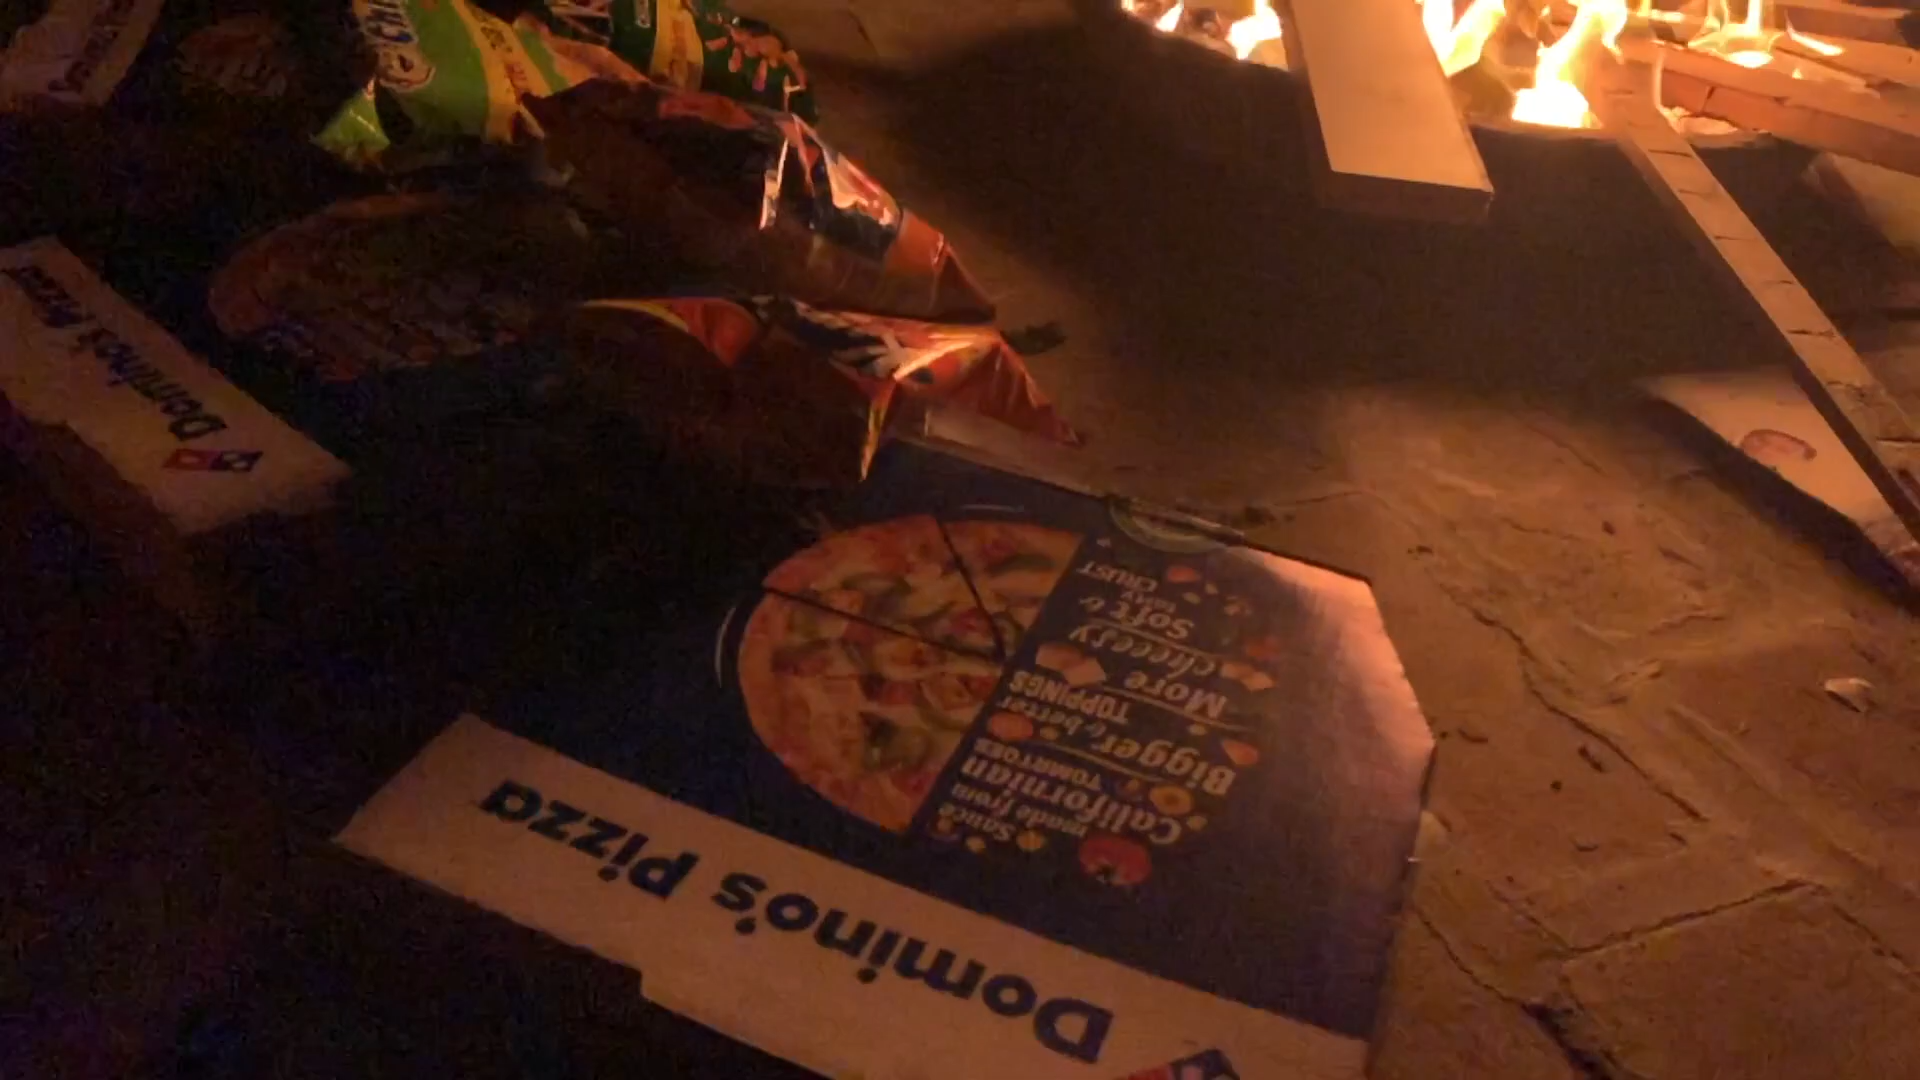 Domino's Pizza
Domino's Pizza
Sauce
made from
Californian
TOMATOES
Bigger
& better
TOPPINGS
More
cheesy
Soft &
tasty
CRUST